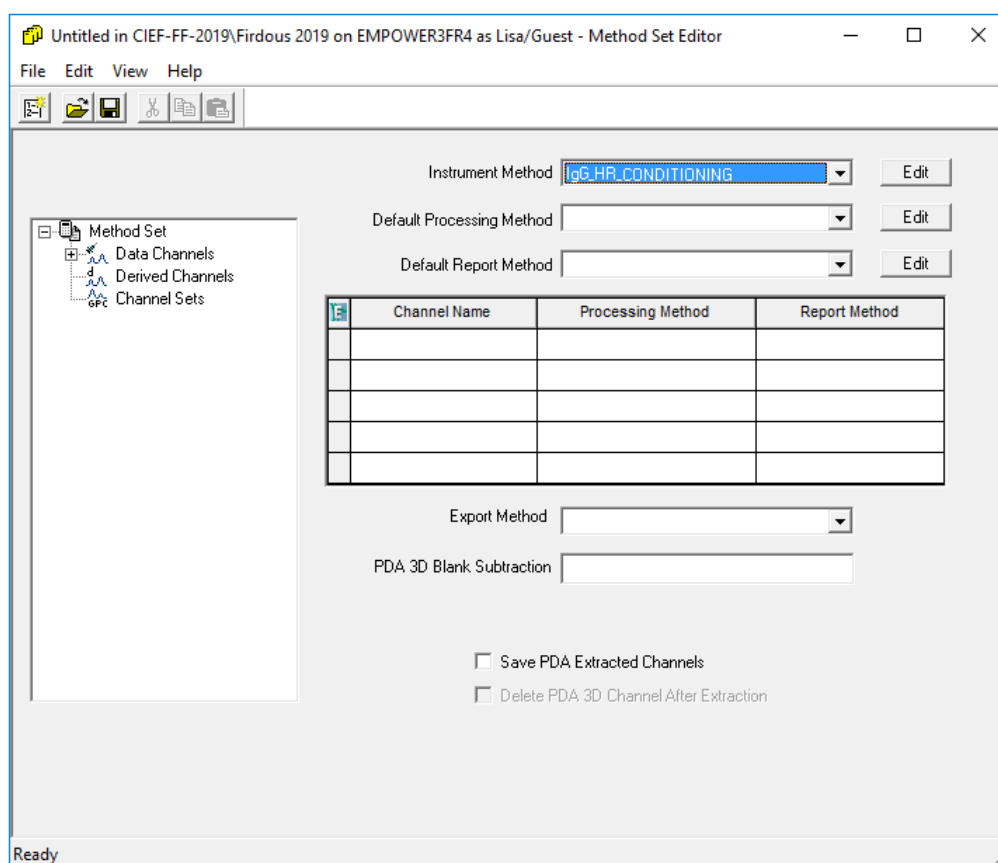 Untitled in CIEF-FF-2019\Firdous 2019 on EMPOWER3FR4 as Lisa/Guest - Method Set Editor
File Edit View Help
Instrument Method IgG_HR_CONDITIONING Edit
Default Processing Method Edit
Default Report Method Edit
Method Set
Data Channels
Derived Channels
GPC Channel Sets
Channel Name Processing Method Report Method
Export Method
PDA 3D Blank Subtraction
Save PDA Extracted Channels
Delete PDA 3D Channel After Extraction
Ready